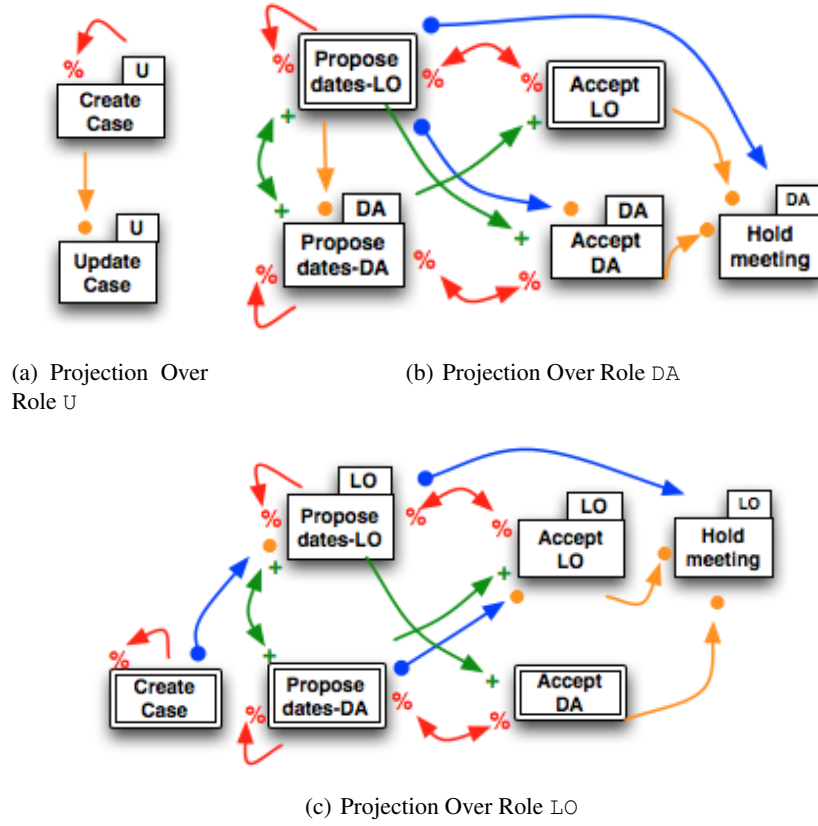 %
U
Create
Case
U
Update
Case
(a) Projection Over
Role U
Propose
dates-LO
%
%
%
Accept
LO
+
+
+
DA
Propose
dates-DA
%
%
DA
Accept
DA
+
%
DA
Hold
meeting
(b) Projection Over Role DA
LO
Propose
dates-LO
%
%
%
+
LO
Accept
LO
+
LO
Hold
meeting
%
Create
Case
+
Propose
dates-DA
%
%
+
%
Accept
DA
(c) Projection Over Role LO